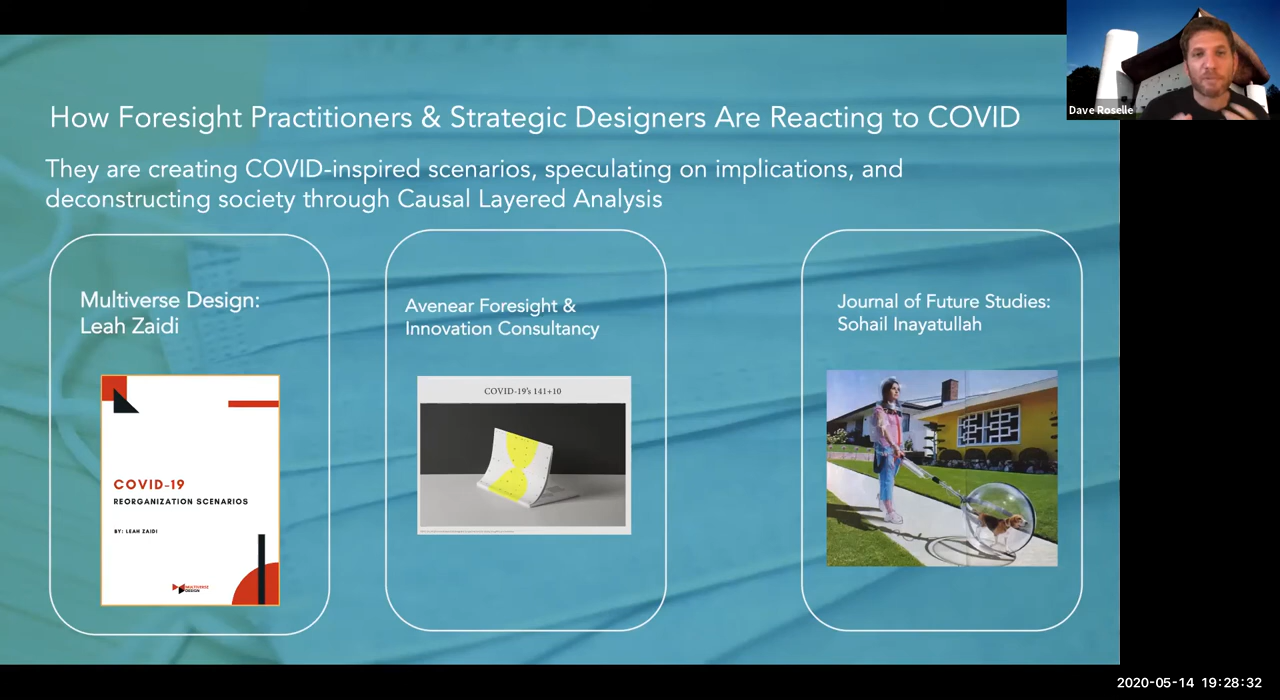 Dave Roselle
How Foresight Practitioners & Strategic Designers Are Reacting to COVID
They are creating COVID-inspired scenarios, speculating on implications, and
deconstructing society through Causal Layered Analysis
Multiverse Design:
Leah Zaidi
COVID-19
REORGANIZATION SCENARIOS
BY: LEAH ZAIDI
MULTIVERSE
DESIGN
Avenear Foresight &
Innovation Consultancy
COVID-19's 141+10
Journal of Future Studies:
Sohail Inayatullah
2020-05-14 19:28:32